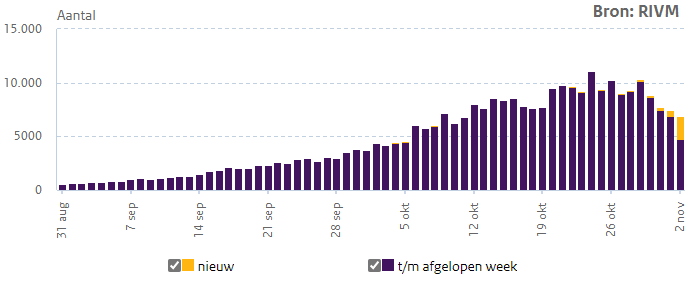 Aantal
Bron: RIVM
15.000
10.000
5000
0
31 aug
7 sep
14 sep
21 sep
28 sep
5 okt
12 okt
19 okt
26 okt
2 nov
nieuw
t/m afgelopen week